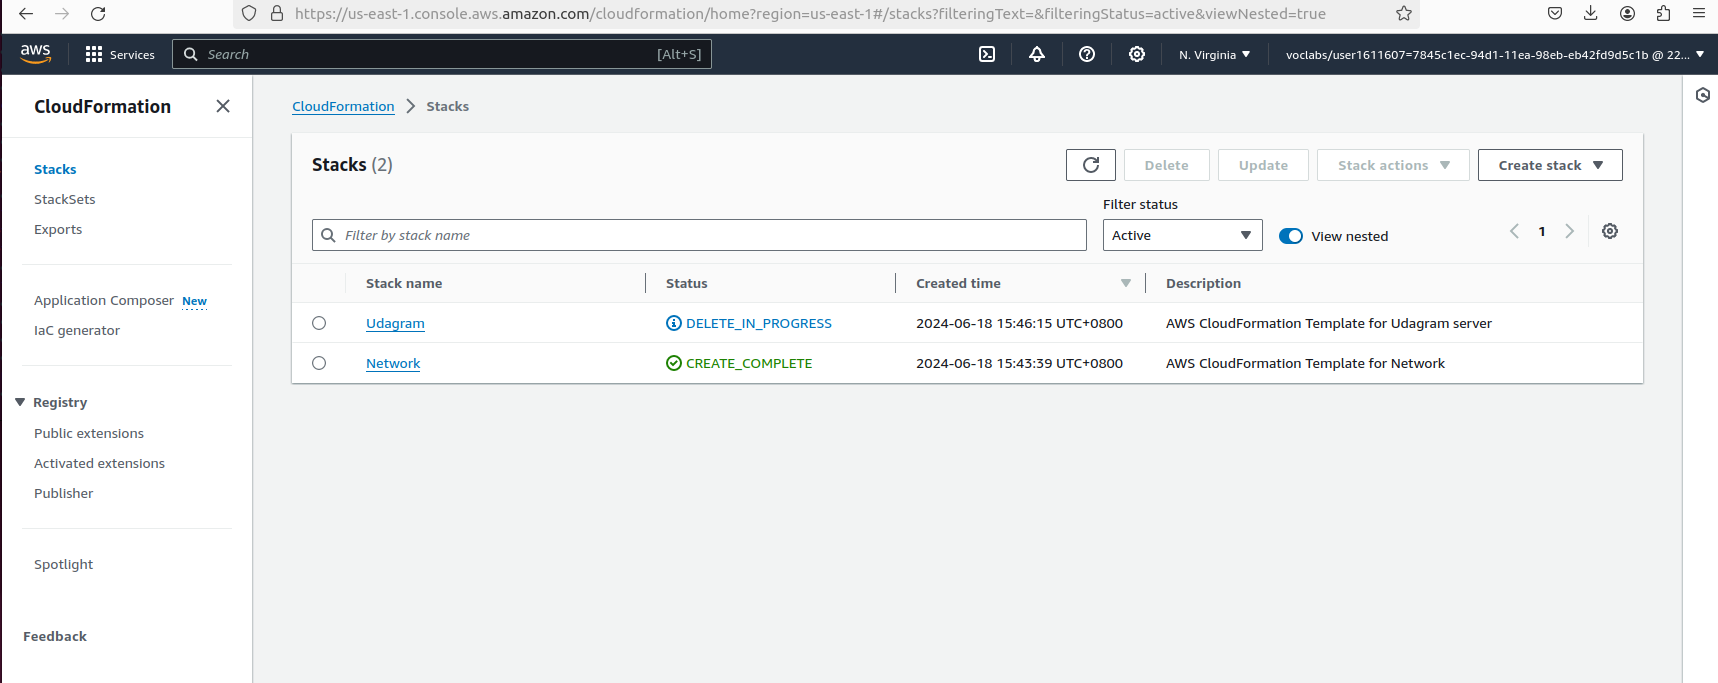 https://us-east-1.console.aws.amazon.com/cloudformation/home?region=us-east-1#/stacks?filteringText=&filteringStatus=active&viewNested=true
aws Services Search [Alt+S] N. Virginia voclabs/user1611607=7845c1ec-94d1-11ea-98eb-eb42fd9d5c1b @ 22...
CloudFormation
Stacks
StackSets
Exports
Application Composer New
IaC generator
Registry
Public extensions
Activated extensions
Publisher
Spotlight
Feedback
CloudFormation Stacks
Stacks (2) Delete Update Stack actions Create stack
Filter status
Filter by stack name Active View nested 1
Stack name Status Created time Description
Udagram DELETE_IN_PROGRESS 2024-06-18 15:46:15 UTC+0800 AWS CloudFormation Template for Udagram server
Network CREATE_COMPLETE 2024-06-18 15:43:39 UTC+0800 AWS CloudFormation Template for Network